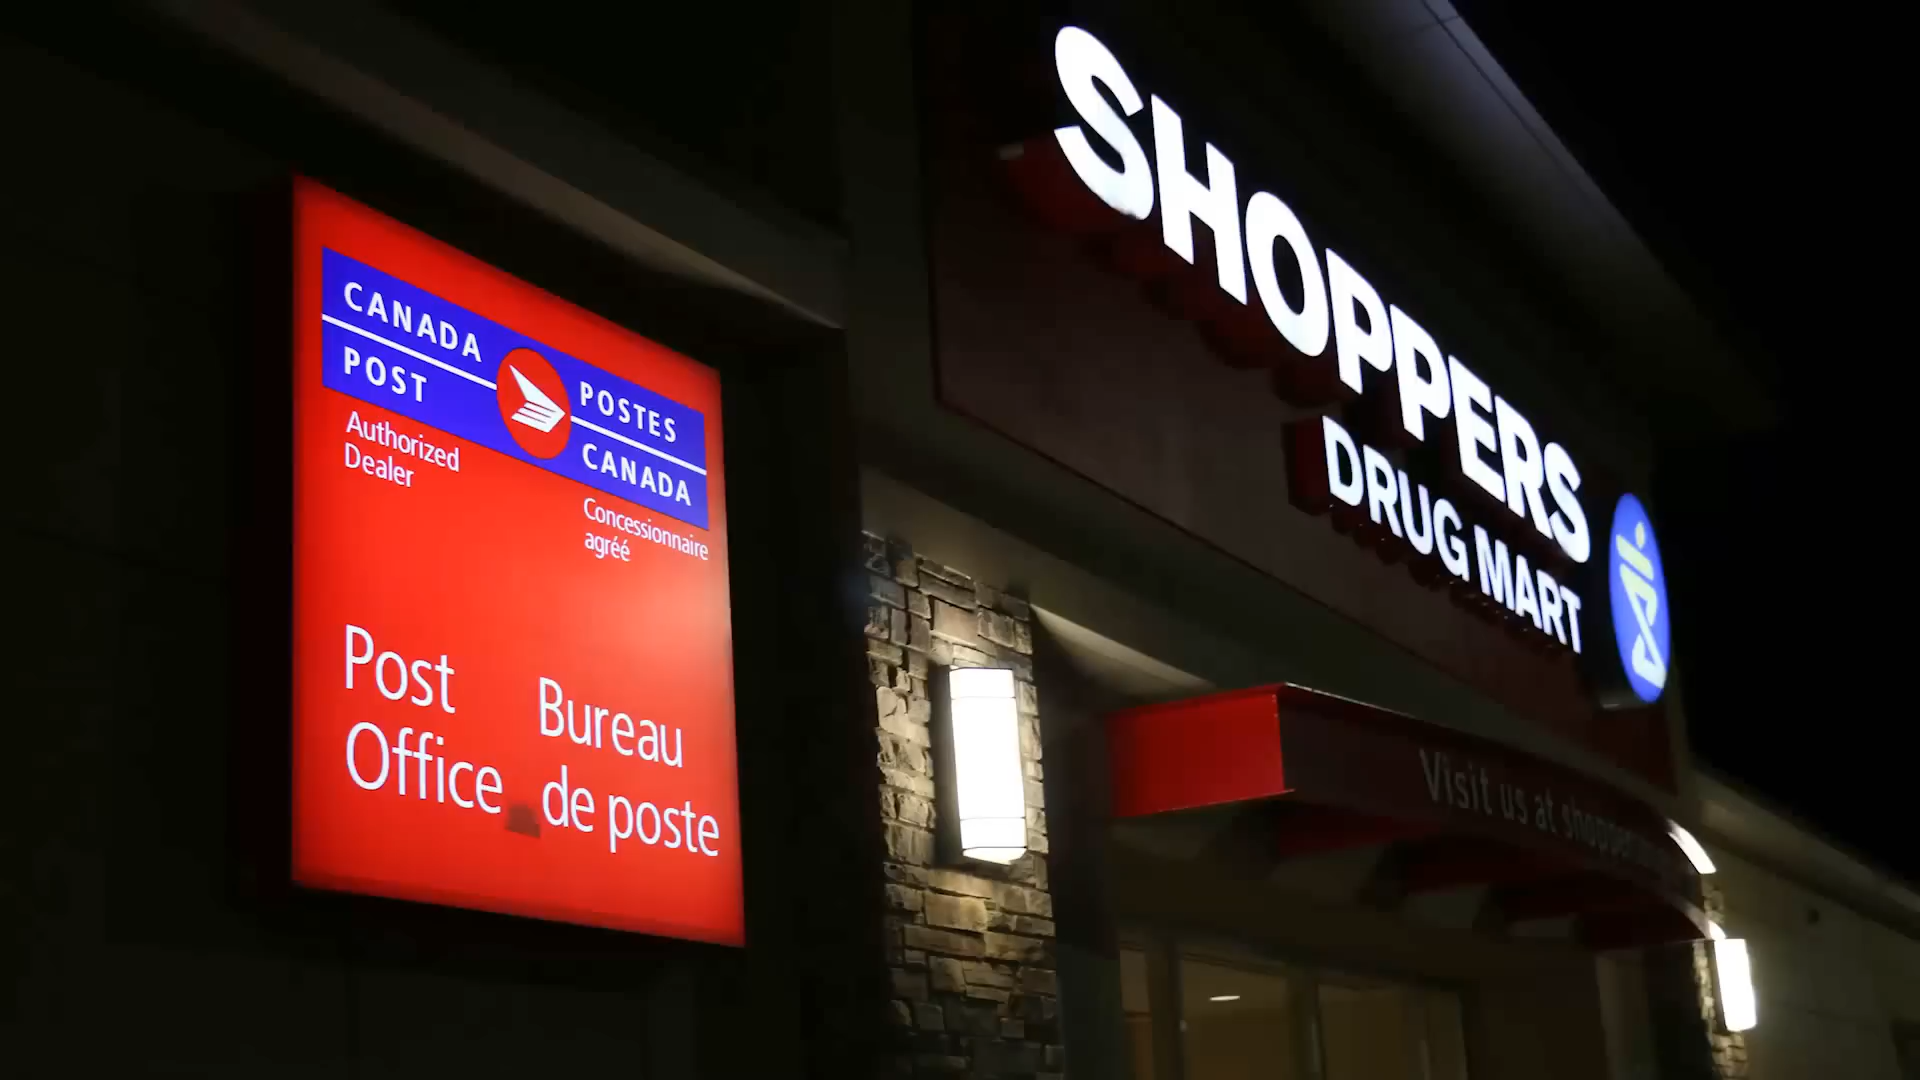 CANADA
POST
POSTES
CANADA
Authorized
Dealer
Concessionnaire
agréé
Post
Office
Bureau
de poste
SHOPPERS
DRUG MART
Visit us at